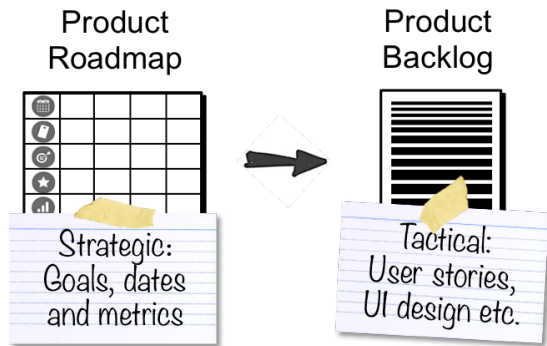 Product
Roadmap
Product
Backlog
Strategic:
Goals, dates
and metrics
Tactical:
User stories,
UI design etc.